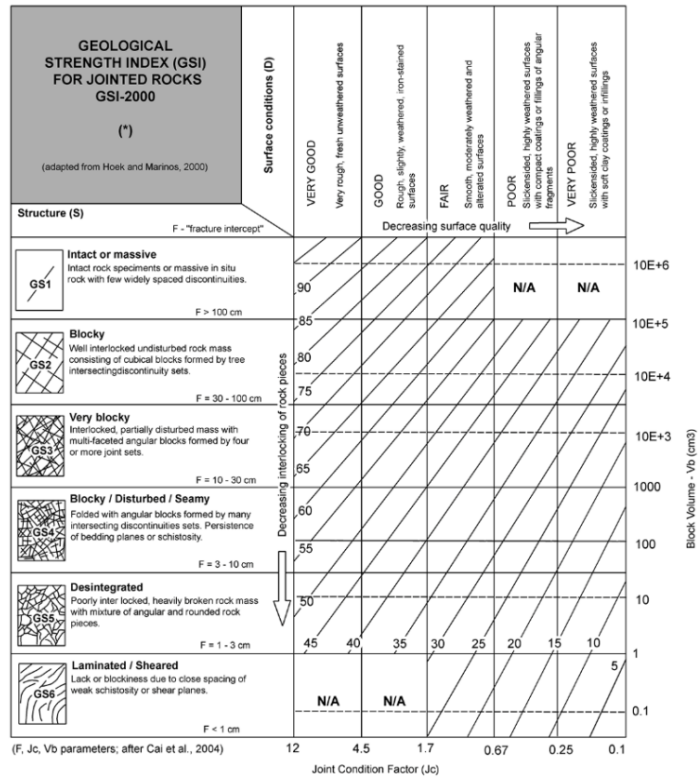 GEOLOGICAL
STRENGTH INDEX (GSI)
FOR JOINTED ROCKS
GSI-2000
(*)
(adapted from Hoek and Marinos, 2000)
Surface conditions (D)
VERY GOOD
Very rough, fresh unweathered surfaces
GOOD
Rough, slightly, weathered, iron-stained
surfaces
FAIR
Smooth, moderately weathered and
alterated surfaces
POOR
Slickensided, highly weathered surfaces
with compact coatings or fillings of angular
fragments
VERY POOR
Slickensided, highly weathered surfaces
with soft clay coatings or infillings
Structure (S)
F - "fracture intercept"
Decreasing surface quality
GS1
Intact or massive
Intact rock speciments or massive in situ
rock with few widely spaced discontinuities.
F > 100 cm
GS2
Blocky
Well interlocked undisturbed rock mass
consisting of cubical blocks formed by tree
intersectingdiscontinuity sets.
F = 30 - 100 cm
GS3
Very blocky
Interlocked, partially disturbed mass with
multi-faceted angular blocks formed by four
or more joint sets.
F = 10 - 30 cm
GS4
Blocky / Disturbed / Seamy
Folded with angular blocks formed by many
intersecting discontinuities sets. Persistence
of bedding planes or schistosity.
F = 3 - 10 cm
GS5
Desintegrated
Poorly inter locked, heavily broken rock mass
with mixture of angular and rounded rock
pieces.
F = 1 - 3 cm
GS6
Laminated / Sheared
Lack or blockiness due to close spacing of
weak schistosity or shear planes.
F < 1 cm
Decreasing interlocking of rock pieces
90
85
80
75
70
65
60
55
50
45 40 35 30 25 20 15 10
5
N/A N/A
N/A N/A
10E+6
10E+5
10E+4
10E+3
1000
100
10
1
0.1
Block Volume - Vb (cm3)
(F, Jc, Vb parameters; after Cai et al., 2004)
12 4.5 1.7 0.67 0.25 0.1
Joint Condition Factor (Jc)